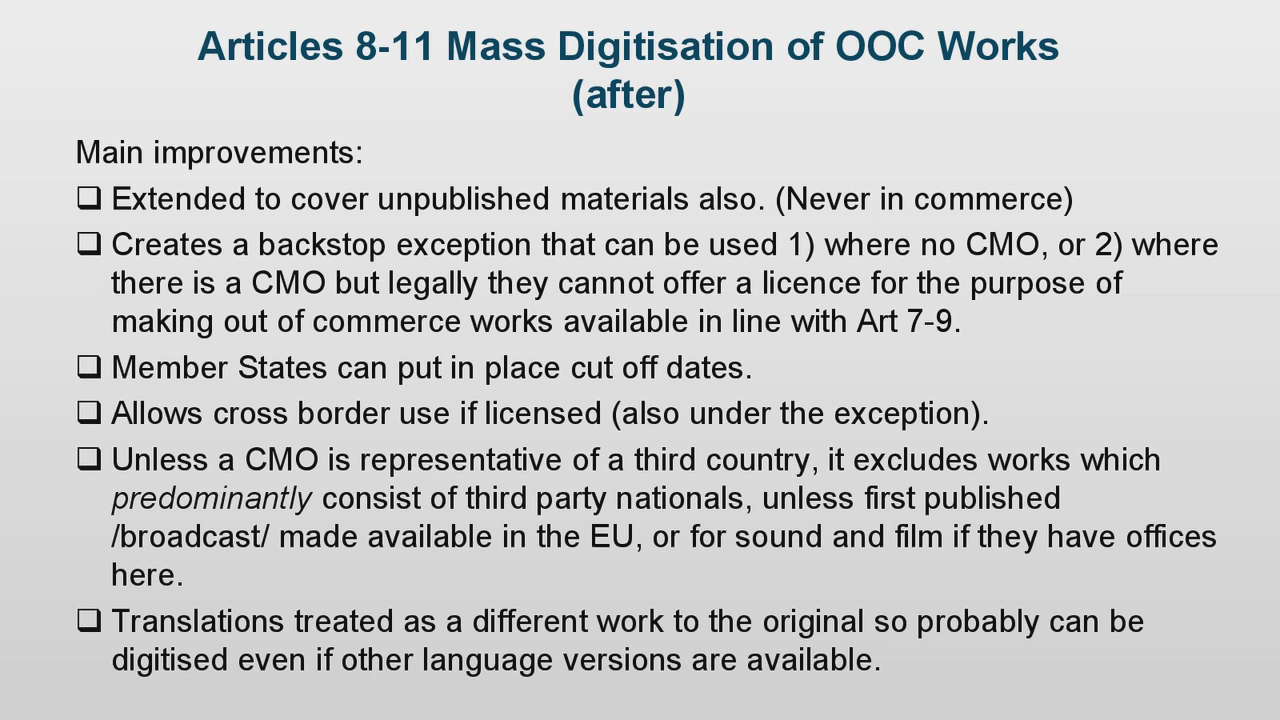 Articles 8-11 Mass Digitisation of OOC Works
(after)
Main improvements:
❑ Extended to cover unpublished materials also. (Never in commerce)
❑ Creates a backstop exception that can be used 1) where no CMO, or 2) where
there is a CMO but legally they cannot offer a licence for the purpose of
making out of commerce works available in line with Art 7-9.
❑ Member States can put in place cut off dates.
❑ Allows cross border use if licensed (also under the exception).
❑ Unless a CMO is representative of a third country, it excludes works which
predominantly consist of third party nationals, unless first published
/broadcast/ made available in the EU, or for sound and film if they have offices
here.
❑ Translations treated as a different work to the original so probably can be
digitised even if other language versions are available.